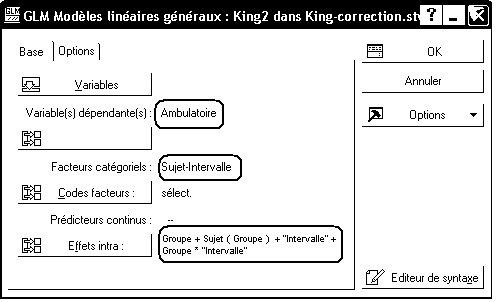 GLM Modèles linéaires généraux : King2 dans King-correction.st
Base Options
OK
Variables
Annuler
Variable(s) dépendante(s) : Ambulatoire
Options
Facteurs catégoriels : Sujet-Intervalle
Codes facteurs : sélect.
Prédicteurs continus : --
Effets intra : Groupe + Sujet ( Groupe ) + "Intervalle" +
Groupe * "Intervalle"
Editeur de syntaxe